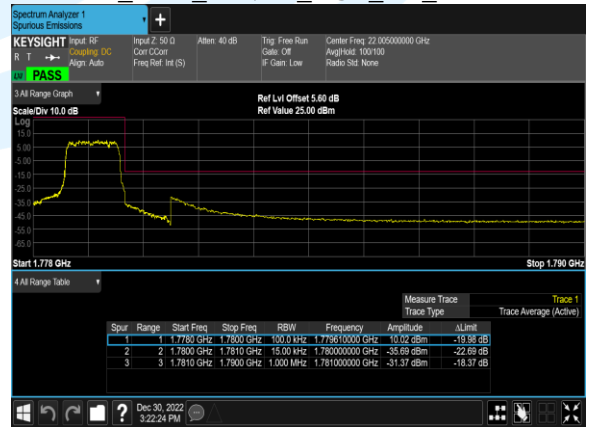 Spectrum Analyzer 1
Spurious Emissions
KEYSIGHT Input: RF Input Z: 50 Ω Atten: 40 dB Trig: Free Run Center Freq: 22.005000000 GHz
R T Coupling: DC Corr CCorr Gate: Off Avg|Hold: 100/100
Align: Auto Freq Ref: Int (S) IF Gain: Low Radio Std: None
PASS
3 All Range Graph
Ref Lvl Offset 5.60 dB
Scale/Div 10.0 dB Ref Value 25.00 dBm
Log
15.0
5.00
-5.00
-15.0
-25.0
-35.0
-45.0
-55.0
-65.0
Start 1.778 GHz Stop 1.790 GHz
4 All Range Table
Measure Trace Trace 1
Trace Type Trace Average (Active)
Spur Range Start Freq Stop Freq RBW Frequency Amplitude ΔLimit
1 1 1.7780 GHz 1.7800 GHz 100.0 kHz 1.779610000 GHz 10.02 dBm -19.98 dB
2 2 1.7800 GHz 1.7810 GHz 15.00 kHz 1.780000000 GHz -35.69 dBm -22.69 dB
3 3 1.7810 GHz 1.7900 GHz 1.000 MHz 1.781000000 GHz -31.37 dBm -18.37 dB
? Dec 30, 2022
3:22:24 PM